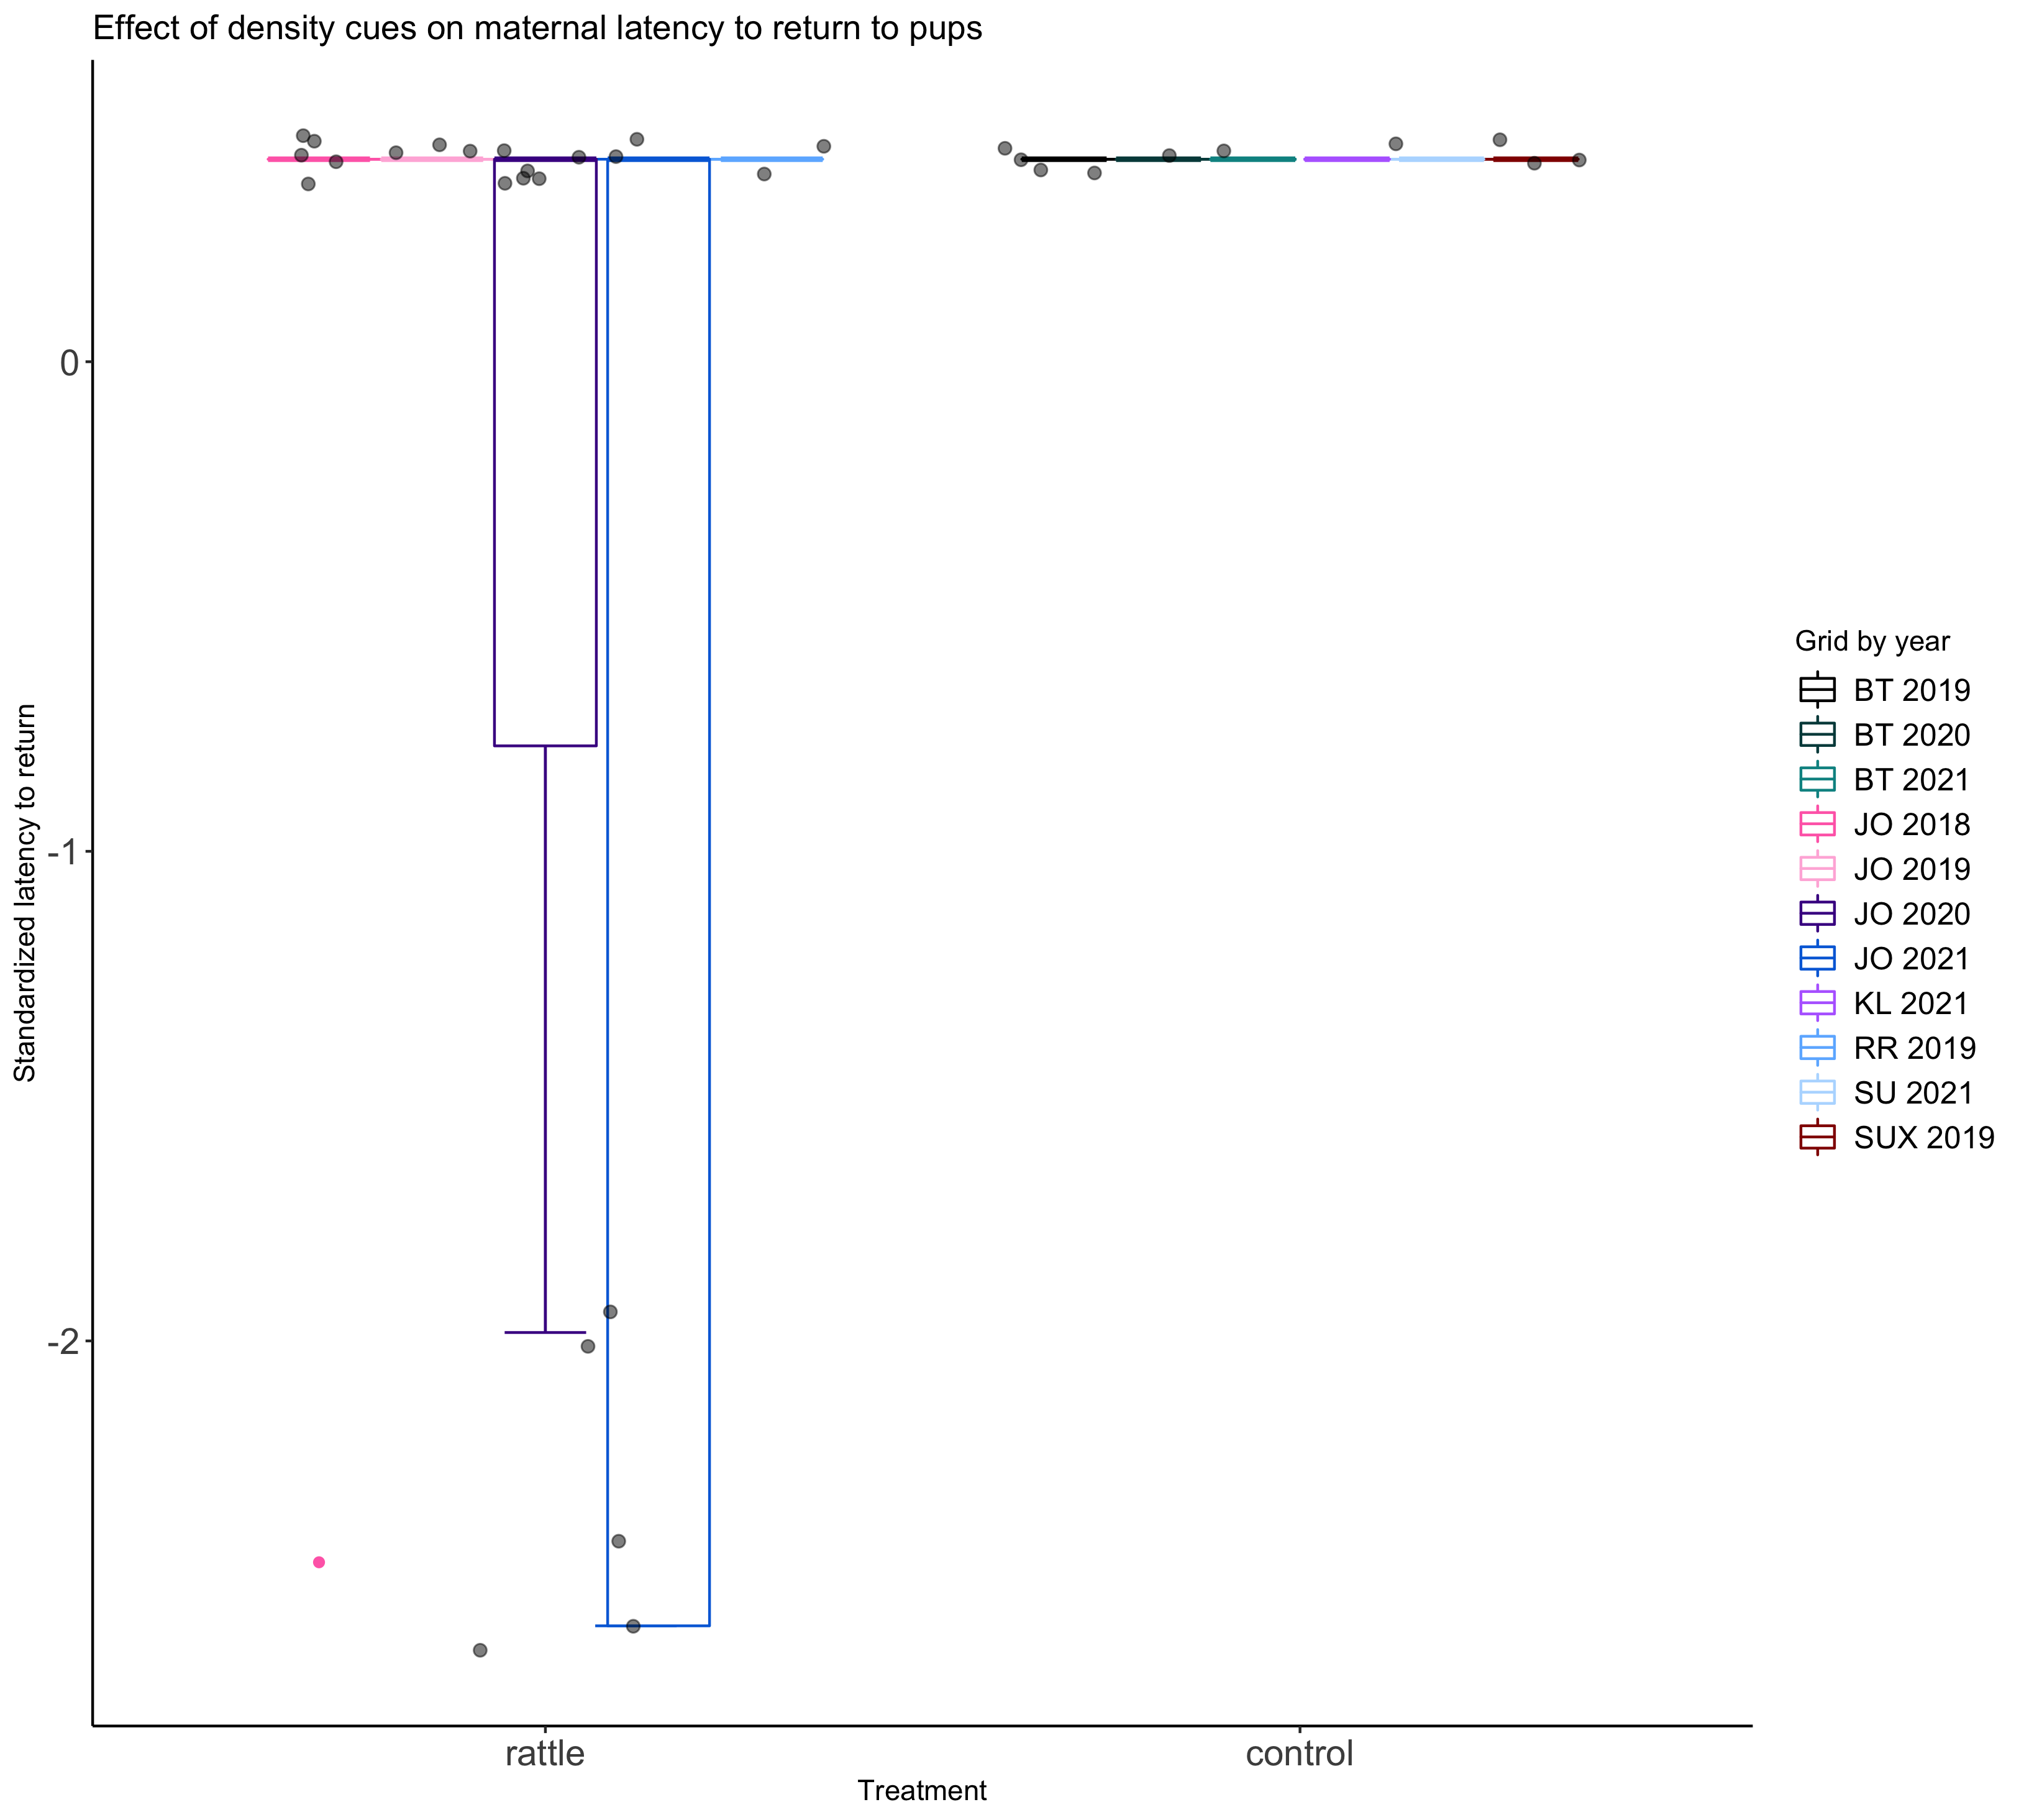 Effect of density cues on maternal latency to return to pups
Standardized latency to return
0
-1
-2
rattle
control
Treatment
Grid by year
BT 2019
BT 2020
BT 2021
JO 2018
JO 2019
JO 2020
JO 2021
KL 2021
RR 2019
SU 2021
SUX 2019